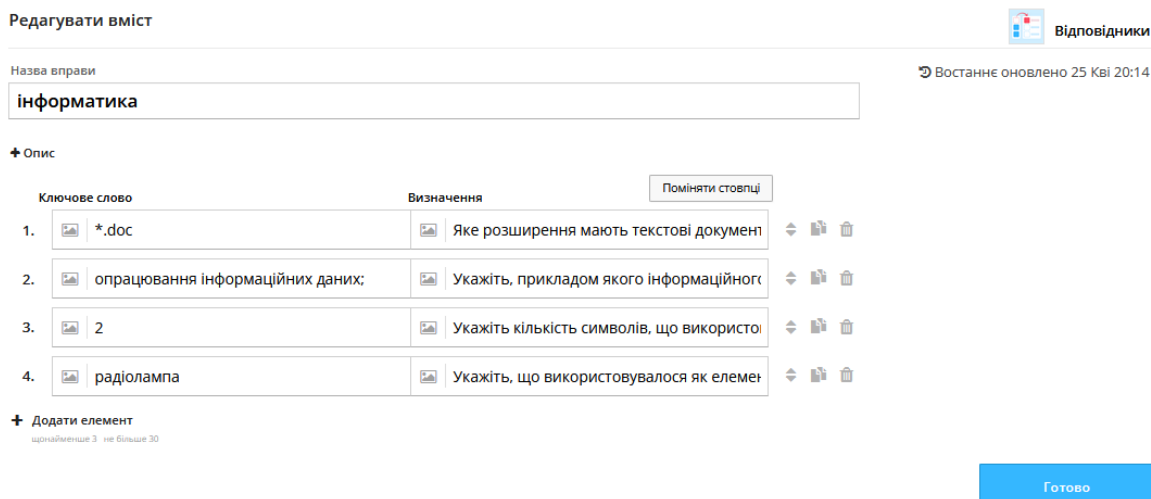 Редагувати вміст
Відповідники
Назва вправи
Востаннє оновлено 25 Кві 20:14
інформатика
+ Опис
Поміняти стовпці
Ключове слово Визначення
1. *.doc Яке розширення мають текстові документ
2. опрацювання інформаційних даних; Укажіть, прикладом якого інформаційного
3. 2 Укажіть кількість символів, що використо
4. радіолампа Укажіть, що використовувалося як елемен
+ Додати елемент
щонайменше 3 не більше 30
Готово